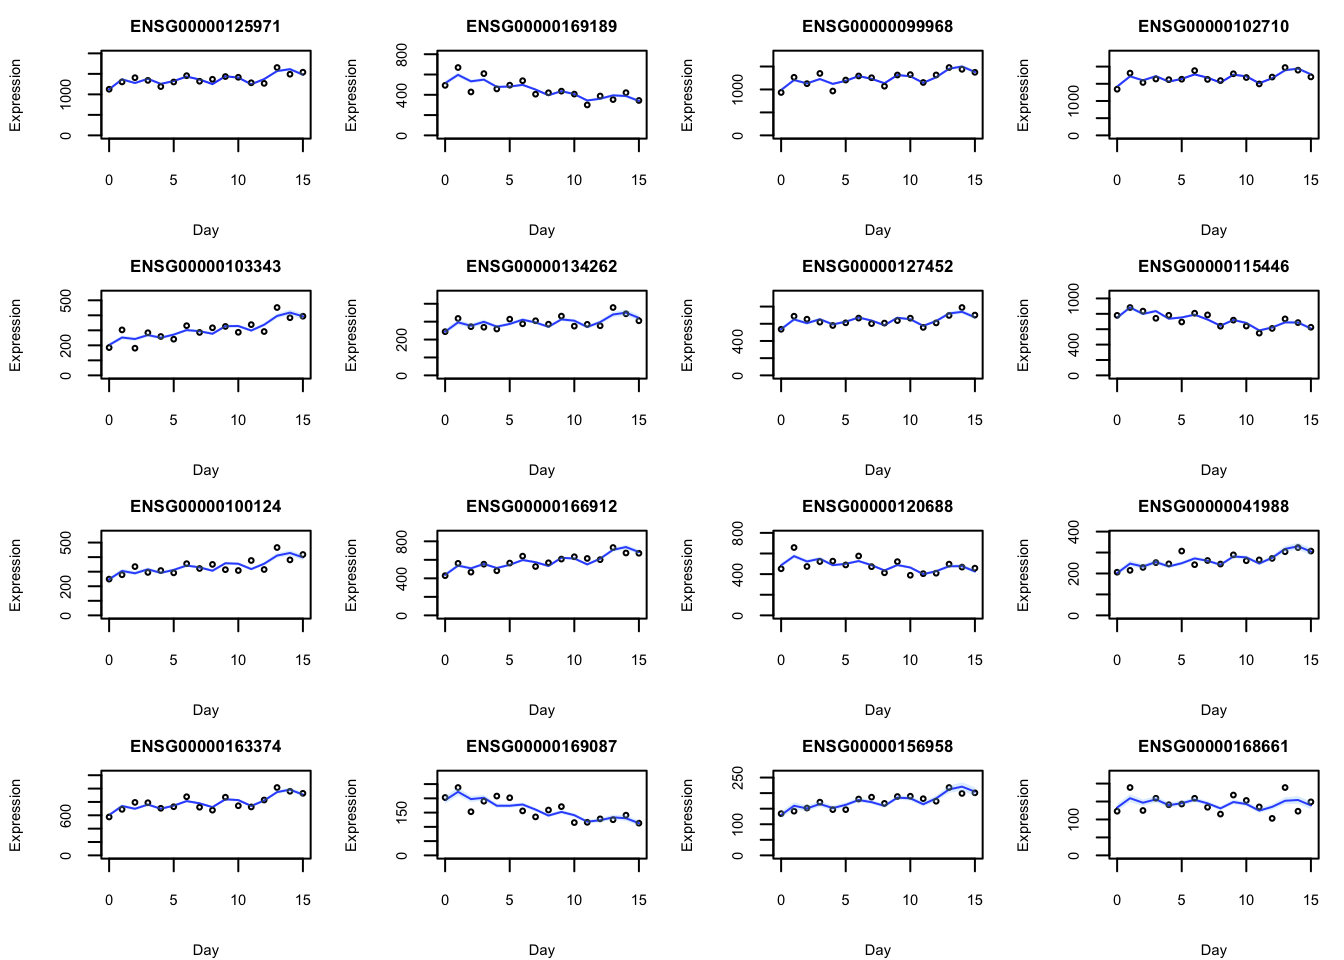 ENSG00000125971 ENSG00000169189 ENSG00000099968 ENSG00000102710
Expression 0 1000 Expression 0 400 800 Expression 0 1000 Expression 0 1000
0 5 10 15 0 5 10 15 0 5 10 15 0 5 10 15
Day Day Day Day
ENSG00000103343 ENSG00000134262 ENSG00000127452 ENSG00000115446
Expression 0 200 500 Expression 0 200 Expression 0 400 Expression 0 400 1000
0 5 10 15 0 5 10 15 0 5 10 15 0 5 10 15
Day Day Day Day
ENSG00000100124 ENSG00000166912 ENSG00000120688 ENSG00000041988
Expression 0 200 500 Expression 0 400 800 Expression 0 400 800 Expression 0 200 400
0 5 10 15 0 5 10 15 0 5 10 15 0 5 10 15
Day Day Day Day
ENSG00000163374 ENSG00000169087 ENSG00000156958 ENSG00000168661
Expression 0 600 Expression 0 150 Expression 0 100 250 Expression 0 100
0 5 10 15 0 5 10 15 0 5 10 15 0 5 10 15
Day Day Day Day